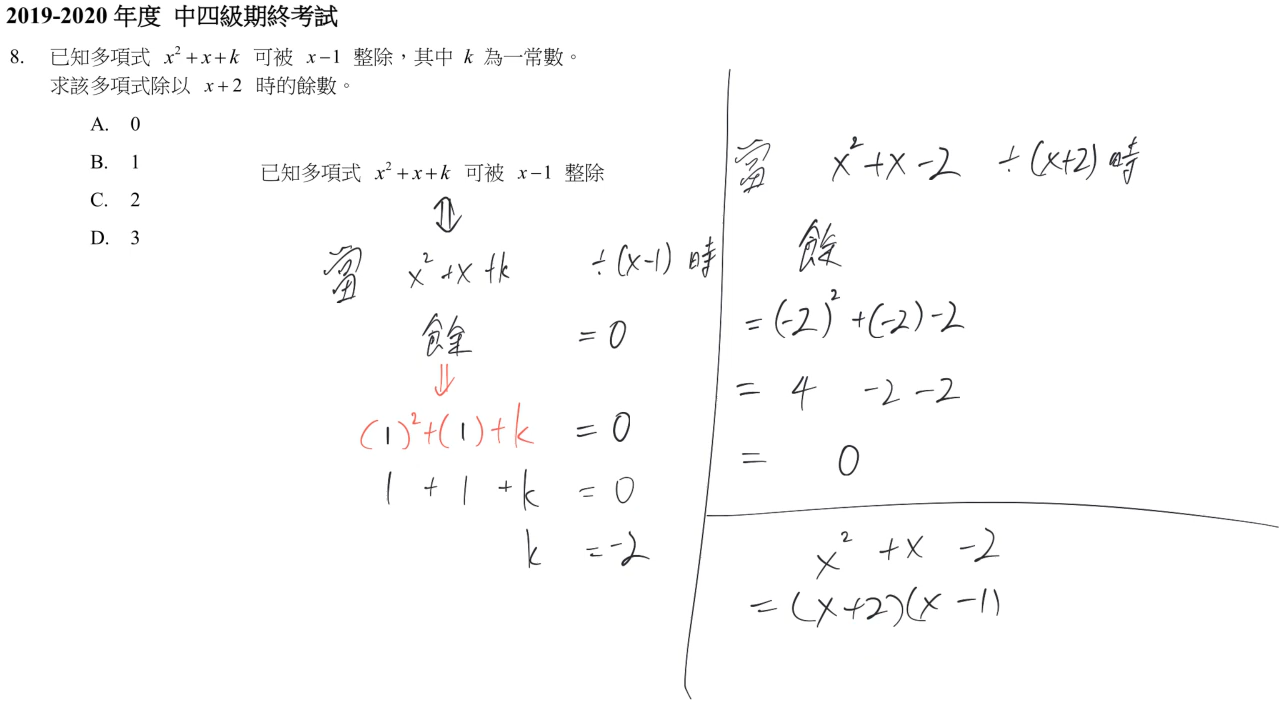 2019-2020 年度 中四級期終考試
8. 已知多項式 x²+x+k 可被 x−1 整除，其中 k 為一常數。
求該多項式除以 x+2 時的餘數。
A. 0
B. 1
C. 2
D. 3
已知多項式 x²+x+k 可被 x−1 整除
⇕
當 x²+x+k ÷(x-1) 時
餘 = 0
⇓
(1)²+(1)+k = 0
1 + 1 + k = 0
k = -2
當 x²+x-2 ÷(x+2) 時
餘
= (-2)²+(-2)-2
= 4 -2 -2
= 0
x² +x -2
= (x+2)(x-1)